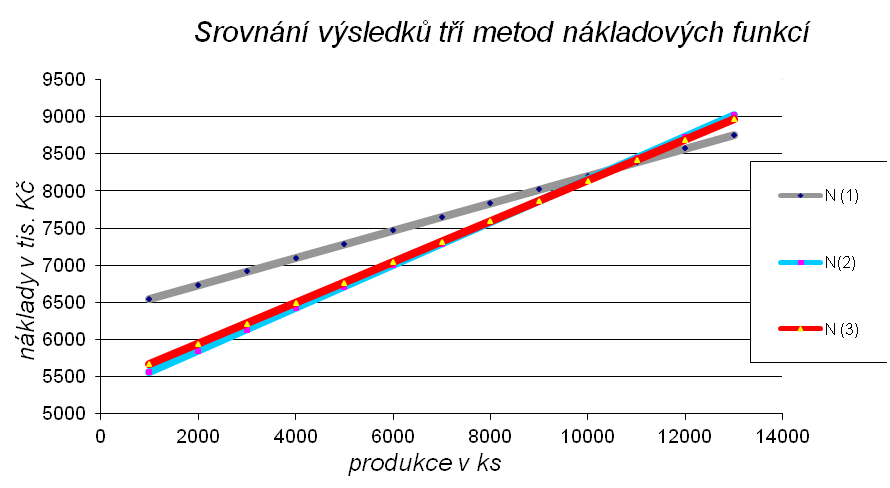 Srovnání výsledků tří metod nákladových funkcí
9500
9000
8500
8000
7500
7000
6500
6000
5500
5000
náklady v tis. Kč
0 2000 4000 6000 8000 10000 12000 14000
produkce v ks
N (1)
N(2)
N (3)